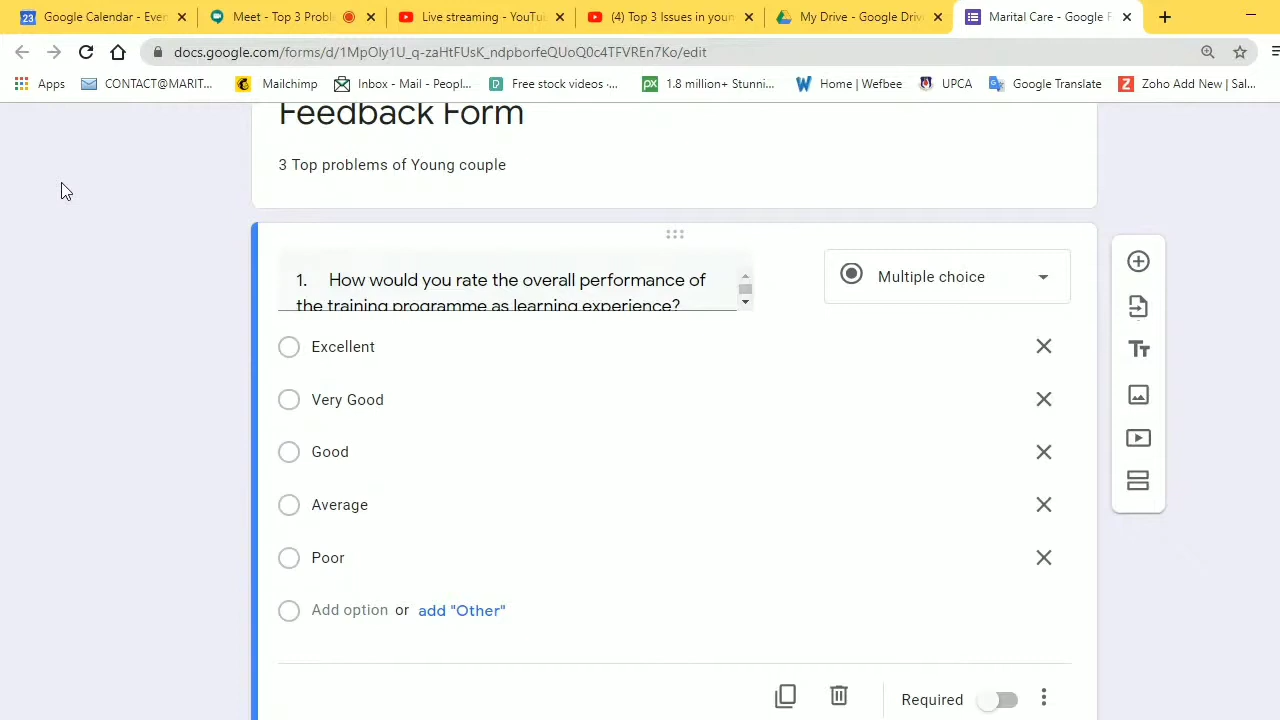 23 Google Calendar - Even
Meet - Top 3 Probl
Live streaming - YouTu
(4) Top 3 Issues in youn
My Drive - Google Driv
Marital Care - Google F
docs.google.com/forms/d/1MpOly1U_q-zaHtFUsK_ndpborfeQUoQ0c4TFVREn7Ko/edit
Apps
CONTACT@MARIT...
Mailchimp
Inbox - Mail - Peopl...
Free stock videos -...
1.8 million+ Stunni...
Home | Wefbee
UPCA
Google Translate
Zoho Add New | Sal...
Feedback Form
3 Top problems of Young couple
1. How would you rate the overall performance of
the training programme as learning experience?
Multiple choice
Excellent
Very Good
Good
Average
Poor
Add option or add "Other"
Required